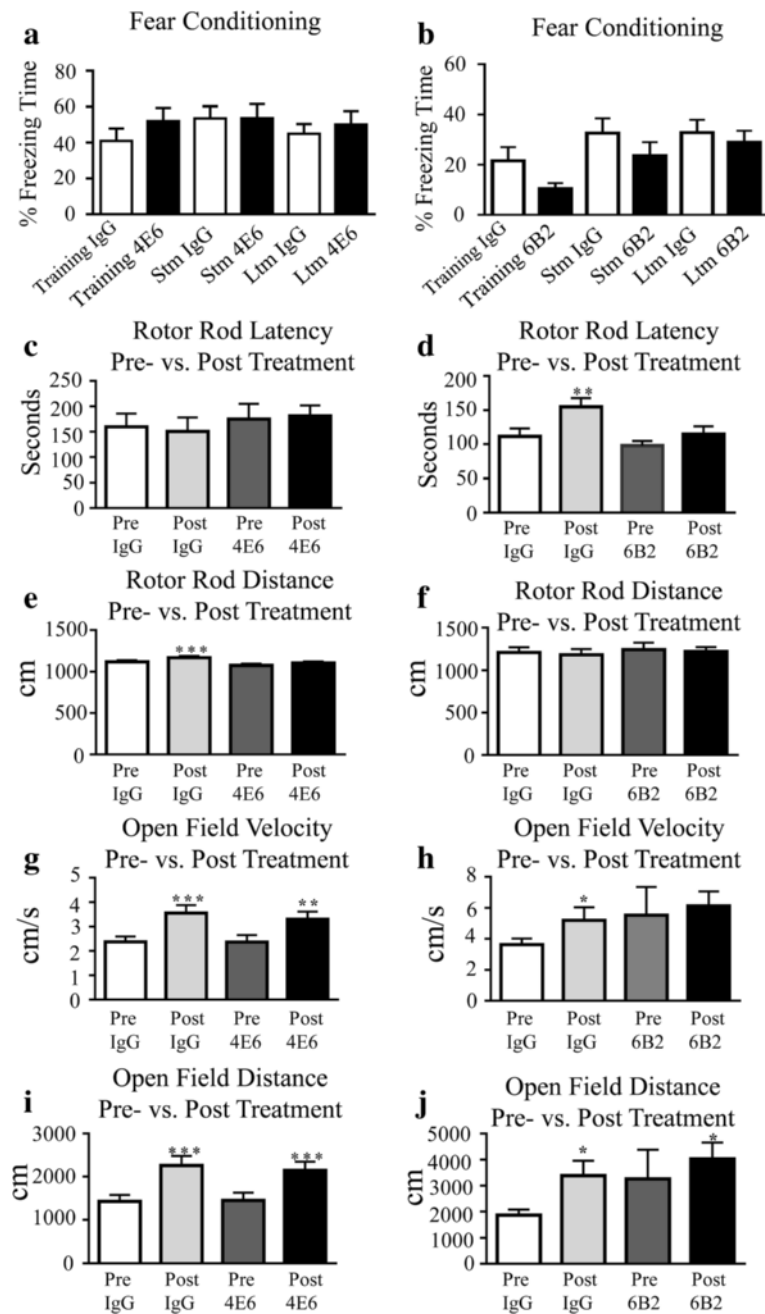 a
Fear Conditioning
% Freezing Time
80
60
40
20
0
Training IgG
Training 4E6
Stm IgG
Stm 4E6
Ltm IgG
Ltm 4E6
b
Fear Conditioning
% Freezing Time
60
40
20
0
Training IgG
Training 6B2
Stm IgG
Stm 6B2
Ltm IgG
Ltm 6B2
c
Rotor Rod Latency
Pre- vs. Post Treatment
Seconds
250
200
150
100
50
0
Pre Post Pre Post
IgG IgG 4E6 4E6
d
Rotor Rod Latency
Pre- vs. Post Treatment
Seconds
200
150
100
50
0
**
Pre Post Pre Post
IgG IgG 6B2 6B2
e
Rotor Rod Distance
Pre- vs. Post Treatment
cm
1500
1000
500
0
***
Pre Post Pre Post
IgG IgG 4E6 4E6
f
Rotor Rod Distance
Pre- vs. Post Treatment
cm
1500
1000
500
0
Pre Post Pre Post
IgG IgG 6B2 6B2
g
Open Field Velocity
Pre- vs. Post Treatment
cm/s
5
4
3
2
1
0
*** **
Pre Post Pre Post
IgG IgG 4E6 4E6
h
Open Field Velocity
Pre- vs. Post Treatment
cm/s
8
6
4
2
0
*
Pre Post Pre Post
IgG IgG 6B2 6B2
i
Open Field Distance
Pre- vs. Post Treatment
cm
3000
2000
1000
0
*** ***
Pre Post Pre Post
IgG IgG 4E6 4E6
j
Open Field Distance
Pre- vs. Post Treatment
cm
5000
4000
3000
2000
1000
0
* *
Pre Post Pre Post
IgG IgG 6B2 6B2